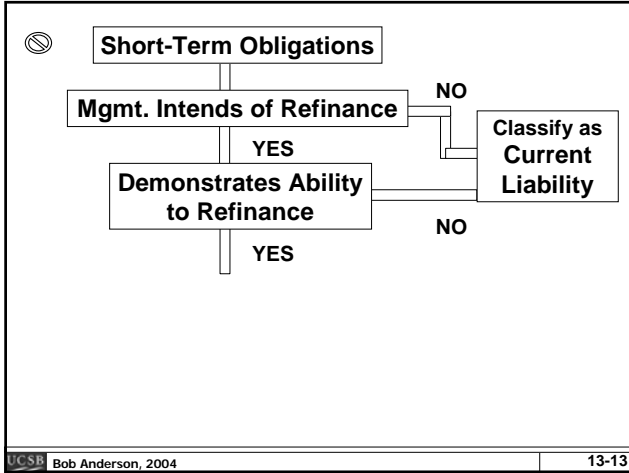 Short-Term Obligations
Mgmt. Intends of Refinance
NO
Classify as
Current
Liability
YES
Demonstrates Ability
to Refinance
NO
YES
UCSB Bob Anderson, 2004
13-13